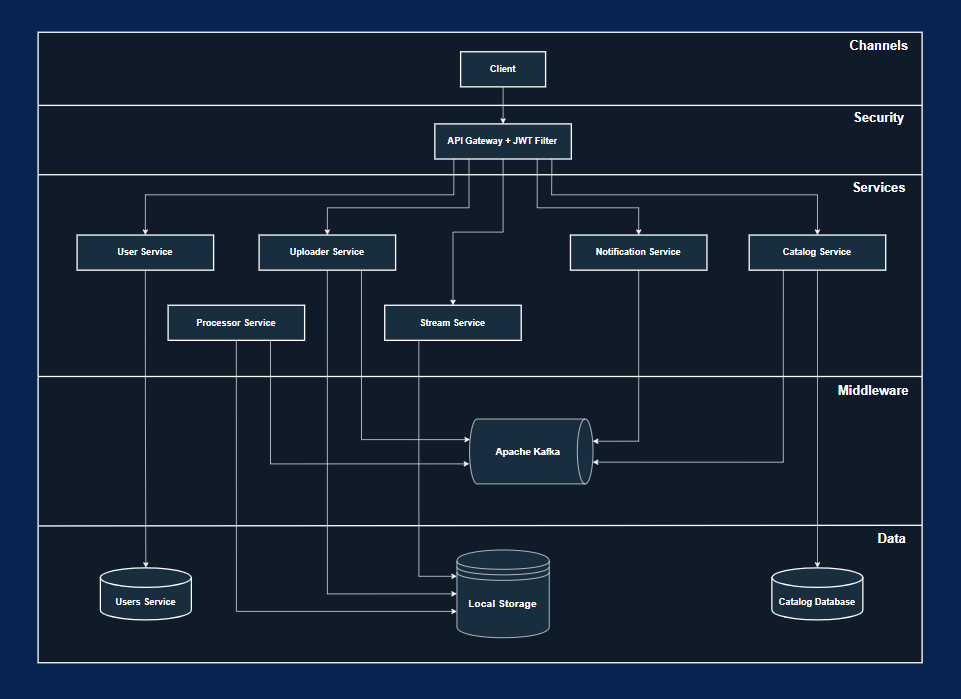 Channels
Client
Security
API Gateway + JWT Filter
Services
User Service
Uploader Service
Notification Service
Catalog Service
Processor Service
Stream Service
Middleware
Apache Kafka
Data
Users Service
Local Storage
Catalog Database